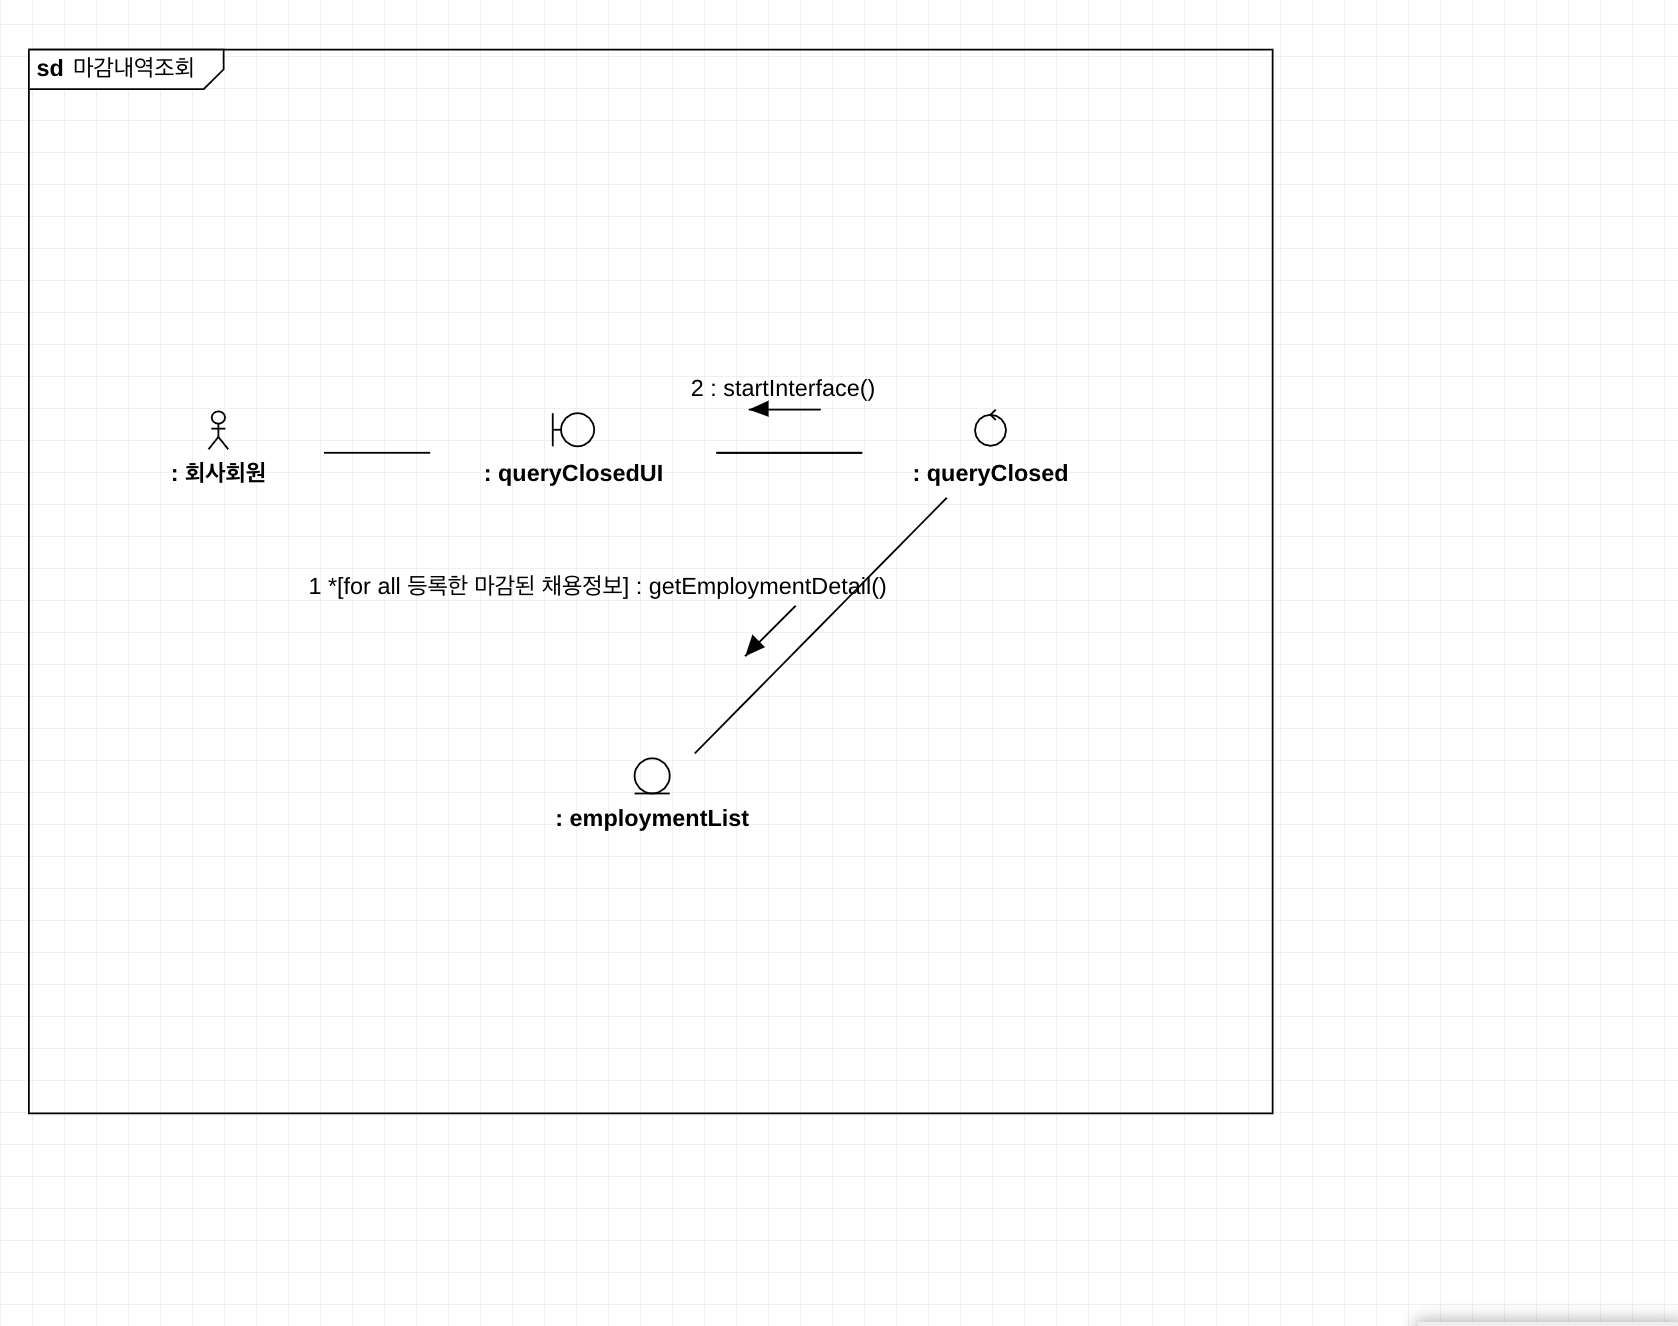 sd 마감내역조회
2 : startInterface()
: 회사회원
: queryClosedUI
: queryClosed
1 *[for all 등록한 마감된 채용정보] : getEmploymentDetail()
: employmentList